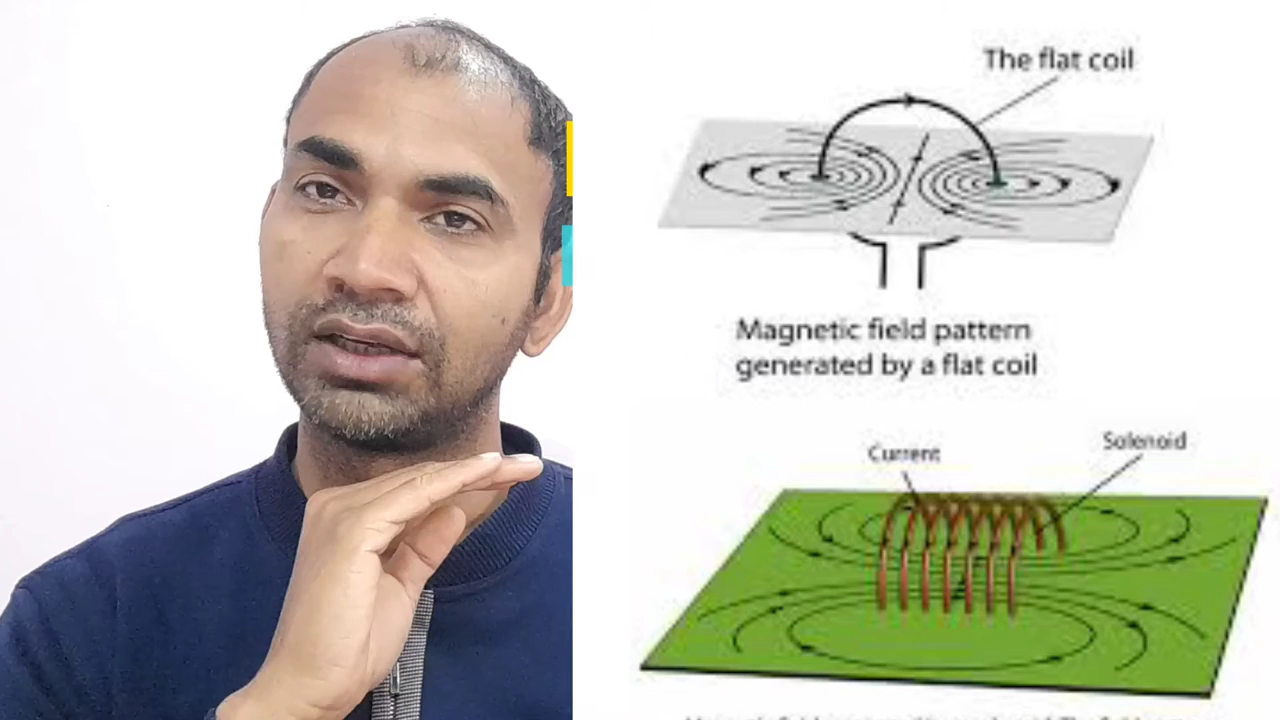 The flat coil
Magnetic field pattern
generated by a flat coil
Current
Solenoid